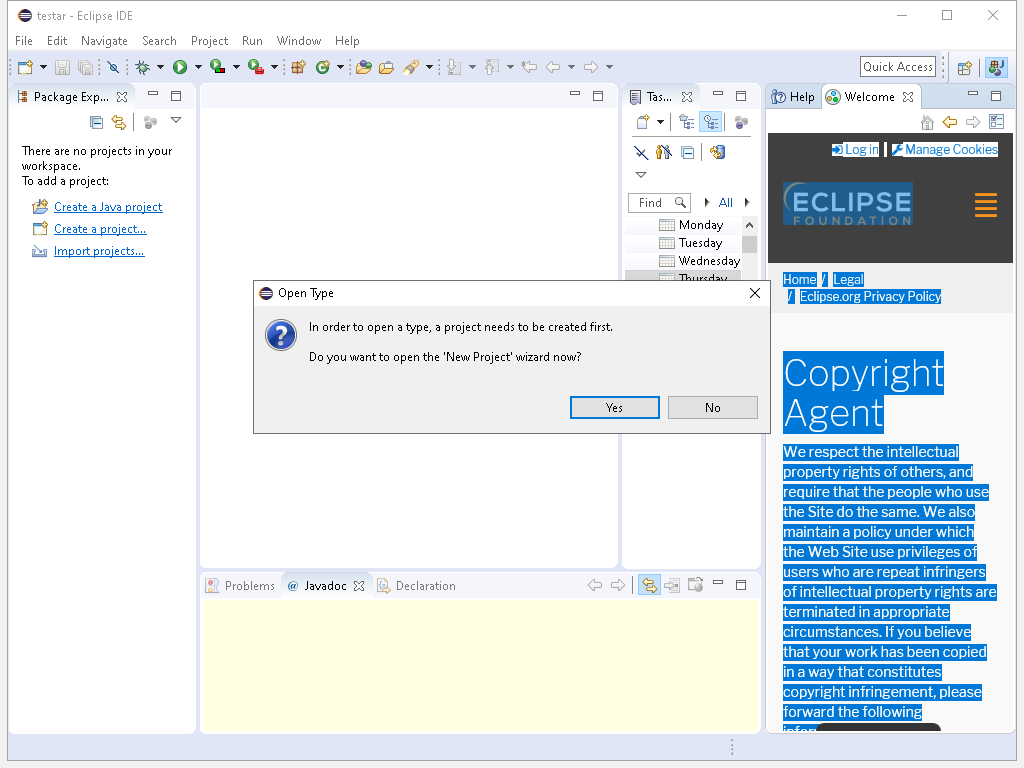 testar - Eclipse IDE
File Edit Navigate Search Project Run Window Help
Quick Access
Package Exp...
There are no projects in your
workspace.
To add a project:
Create a Java project
Create a project...
Import projects...
Tas...
Find
All
Monday
Tuesday
Wednesday
Thursday
Help
Welcome
Log in | Manage Cookies
ECLIPSE
FOUNDATION
Home / Legal
/ Eclipse.org Privacy Policy
Copyright
Agent
We respect the intellectual
property rights of others, and
require that the people who use
the Site do the same. We also
maintain a policy under which
the Web Site use privileges of
users who are repeat infringers
of intellectual property rights are
terminated in appropriate
circumstances. If you believe
that your work has been copied
in a way that constitutes
copyright infringement, please
forward the following
Open Type
In order to open a type, a project needs to be created first.
Do you want to open the 'New Project' wizard now?
Yes
No
Problems
@ Javadoc
Declaration